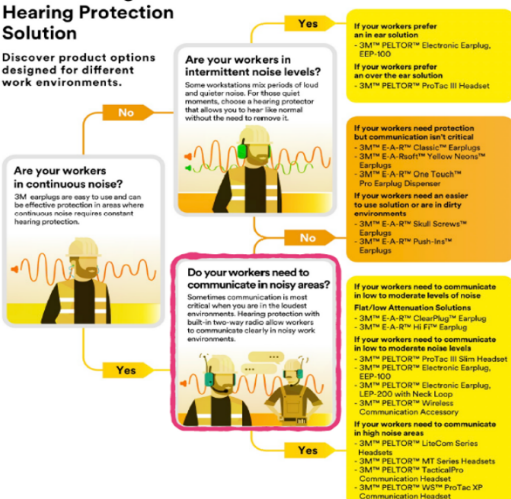 Hearing Protection
Solution
Discover product options
designed for different
work environments.
No
Are your workers
in continuous noise?
3M earplugs are easy to use and can
be effective protection in areas where
continuous noise requires constant
hearing protection.
Yes
Yes
Are your workers in
intermittent noise levels?
Some workstations mix periods of loud
and quieter noise. For those quiet
moments, choose a hearing protector
that allows you to hear like normal
without the need to remove it.
No
Do your workers need to
communicate in noisy areas?
Sometimes communication is most
critical when you are in the loudest
environments. Hearing protection with
built-in two-way radio allow workers
to communicate clearly in noisy work
environments.
Yes
If your workers prefer
an in ear solution
- 3M™ PELTOR™ Electronic Earplug,
EEP-100
If your workers prefer
an over the ear solution
- 3M™ PELTOR™ ProTac III Headset
If your workers need protection
but communication isn't critical
- 3M™ E-A-R™ Classic™ Earplugs
- 3M™ E-A-Rsoft™ Yellow Neons™
Earplugs
- 3M™ E-A-R™ One Touch™
Pro Earplug Dispenser
If your workers need an easier
to use solution or are in dirty
environments
- 3M™ E-A-R™ Skull Screws™
Earplugs
- 3M™ E-A-R™ Push-Ins™
Earplugs
If your workers need to communicate
in low to moderate levels of noise
Flat/low Attenuation Solutions
- 3M™ E-A-R™ ClearPlug™ Earplug
- 3M™ E-A-R™ Hi Fi™ Earplug
If your workers need to communicate
in low to moderate noise levels
- 3M™ PELTOR™ ProTac III Slim Headset
- 3M™ PELTOR™ Electronic Earplug,
EEP-100
- 3M™ PELTOR™ Electronic Earplug,
LEP-200 with Neck Loop
- 3M™ PELTOR™ Wireless
Communication Accessory
If your workers need to communicate
in high noise areas
- 3M™ PELTOR™ LiteCom Series
Headsets
- 3M™ PELTOR™ MT Series Headsets
- 3M™ PELTOR™ TacticalPro
Communication Headset
- 3M™ PELTOR™ WS™ ProTac XP
Communication Headset